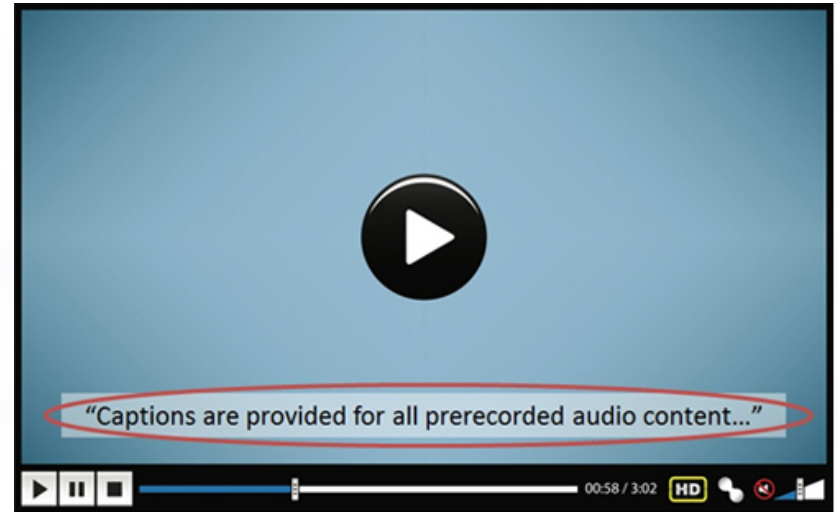 “Captions are provided for all prerecorded audio content...”
00:58 / 3:02 HD